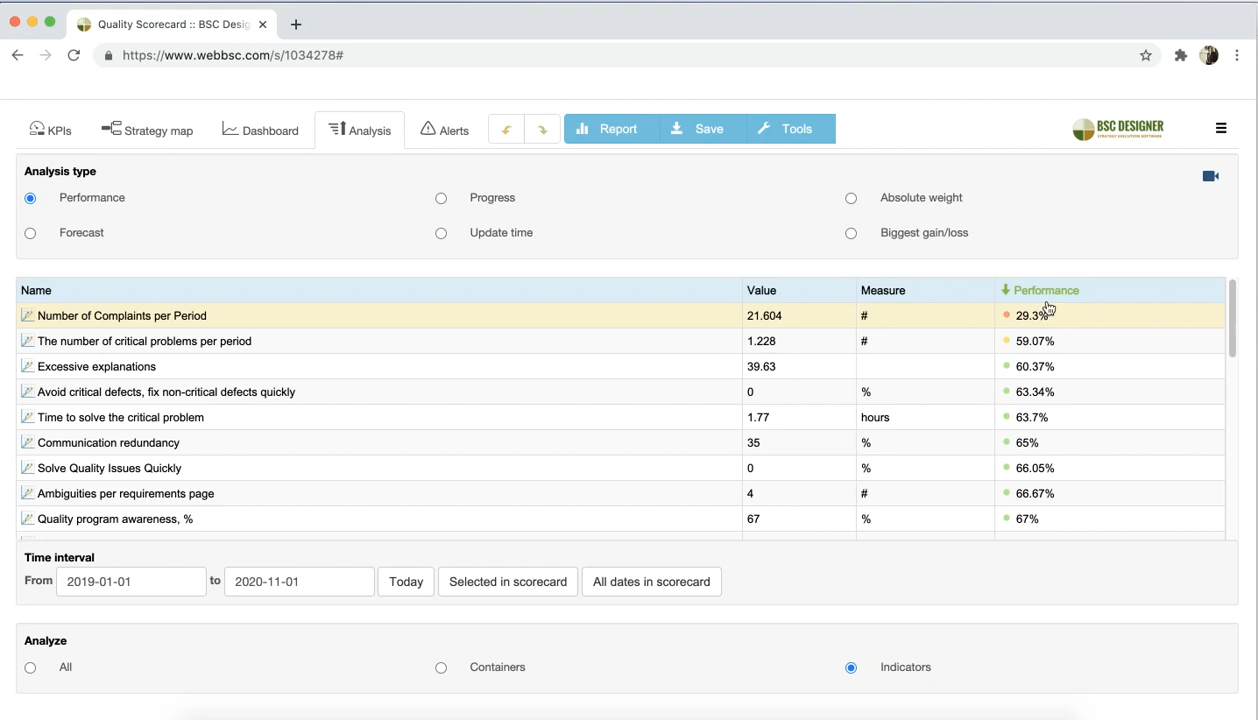 Quality Scorecard :: BSC Desig
https://www.webbsc.com/s/1034278#
KPIs Strategy map Dashboard Analysis Alerts Report Save Tools BSC DESIGNER
STRATEGY EXECUTION SOFTWARE
Analysis type
Performance Progress Absolute weight
Forecast Update time Biggest gain/loss
Name Value Measure Performance
Number of Complaints per Period 21.604 # 29.3%
The number of critical problems per period 1.228 # 59.07%
Excessive explanations 39.63 60.37%
Avoid critical defects, fix non-critical defects quickly 0 % 63.34%
Time to solve the critical problem 1.77 hours 63.7%
Communication redundancy 35 % 65%
Solve Quality Issues Quickly 0 % 66.05%
Ambiguities per requirements page 4 # 66.67%
Quality program awareness, % 67 % 67%
Time interval
From 2019-01-01 to 2020-11-01 Today Selected in scorecard All dates in scorecard
Analyze
All Containers Indicators